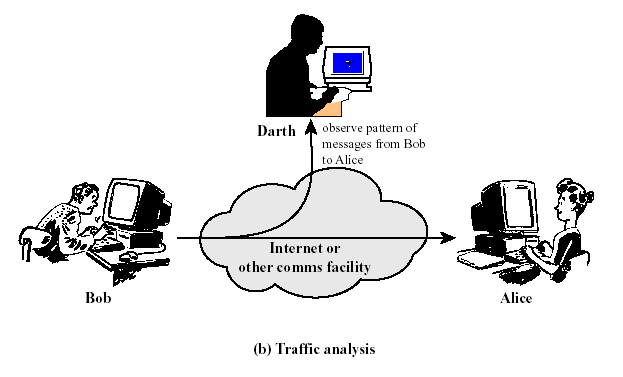 Darth
observe pattern of
messages from Bob
to Alice
Internet or
other comms facility
Bob
Alice
(b) Traffic analysis